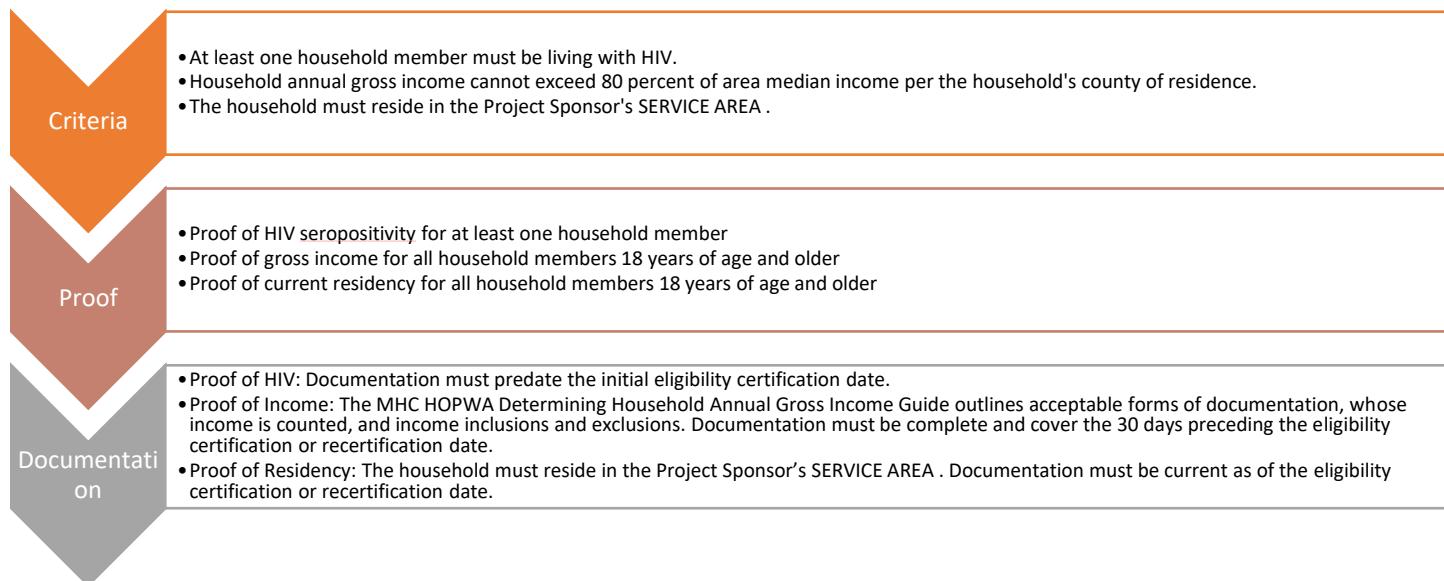 Criteria
•At least one household member must be living with HIV.
•Household annual gross income cannot exceed 80 percent of area median income per the household's county of residence.
•The household must reside in the Project Sponsor's SERVICE AREA .
Proof
•Proof of HIV seropositivity for at least one household member
•Proof of gross income for all household members 18 years of age and older
•Proof of current residency for all household members 18 years of age and older
Documentati
on
•Proof of HIV: Documentation must predate the initial eligibility certification date.
•Proof of Income: The MHC HOPWA Determining Household Annual Gross Income Guide outlines acceptable forms of documentation, whose
income is counted, and income inclusions and exclusions. Documentation must be complete and cover the 30 days preceding the eligibility
certification or recertification date.
•Proof of Residency: The household must reside in the Project Sponsor’s SERVICE AREA . Documentation must be current as of the eligibility
certification or recertification date.